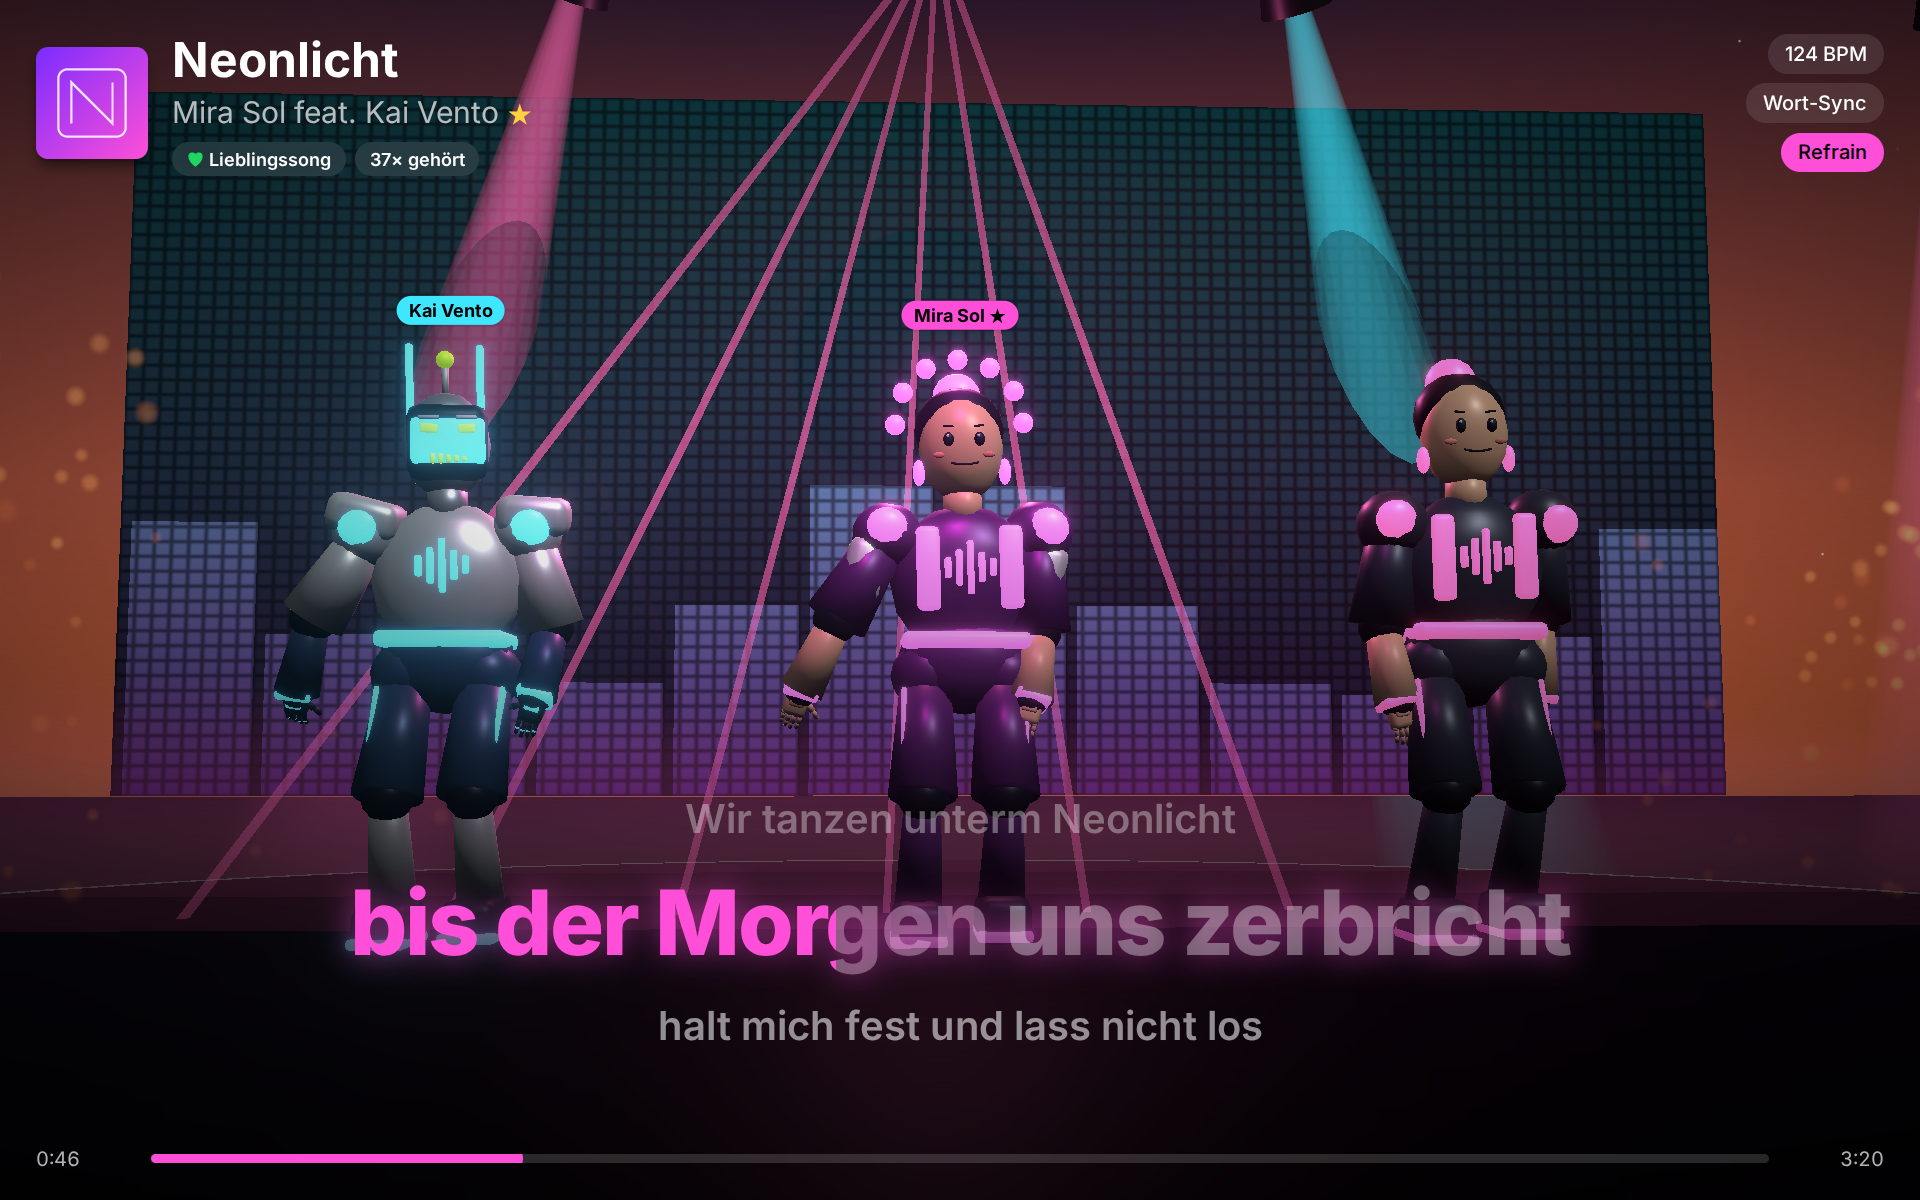 N
Neonlicht
Mira Sol feat. Kai Vento ⭐
💚 Lieblingssong
37× gehört
124 BPM
Wort-Sync
Refrain
Kai Vento
Mira Sol ★
Wir tanzen unterm Neonlicht
bis der Morgen uns zerbricht
halt mich fest und lass nicht los
0:46
3:20